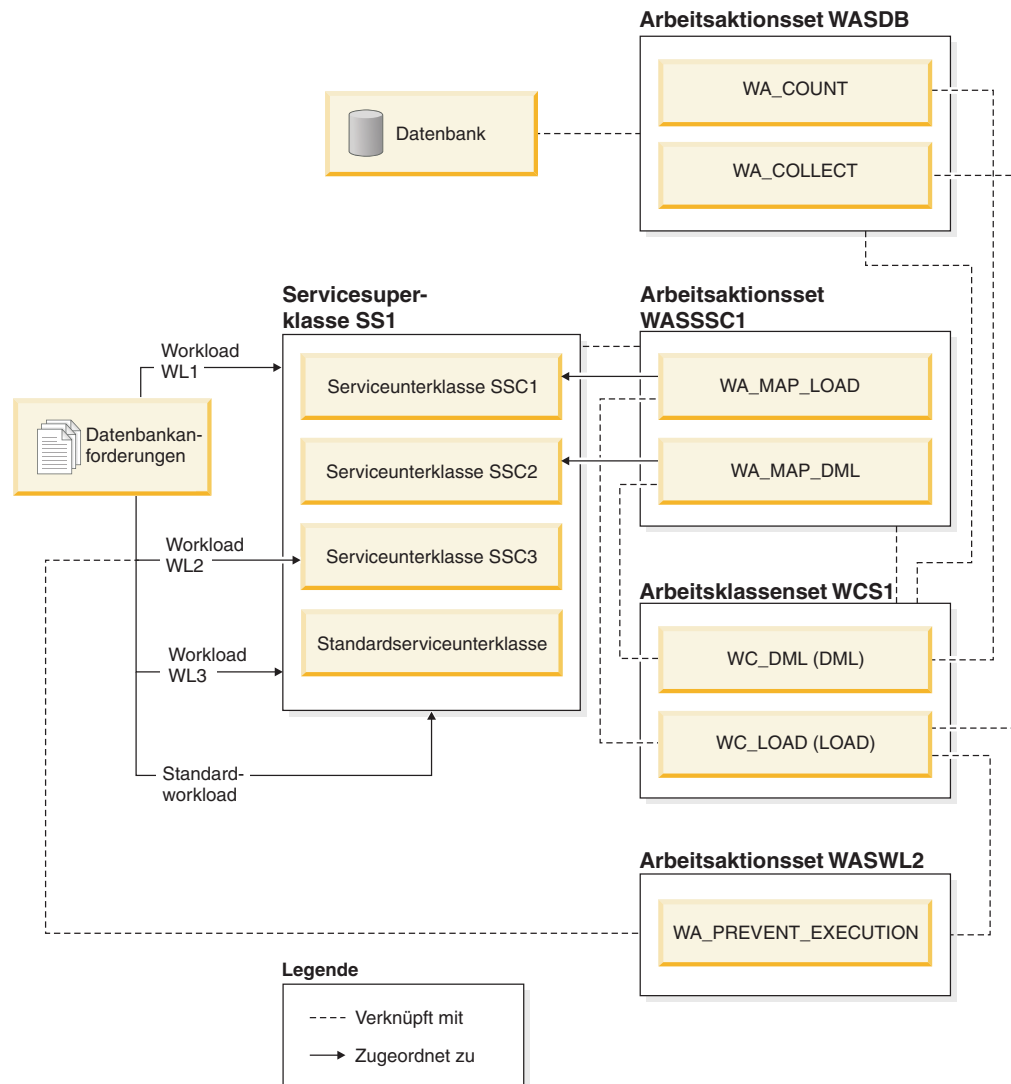 Arbeitsaktionsset WASDB
WA_COUNT
WA_COLLECT
Datenbank
Servicesuper-
klasse SS1
Arbeitsaktionsset
WASSSC1
Workload
WL1
Serviceunterklasse SSC1
WA_MAP_LOAD
Datenbankan-
forderungen
Serviceunterklasse SSC2
WA_MAP_DML
Workload
WL2
Serviceunterklasse SSC3
Arbeitsklassenset WCS1
Standardserviceunterklasse
WC_DML (DML)
Workload
WL3
WC_LOAD (LOAD)
Standard-
workload
Arbeitsaktionsset WASWL2
WA_PREVENT_EXECUTION
Legende
Verknüpft mit
Zugeordnet zu